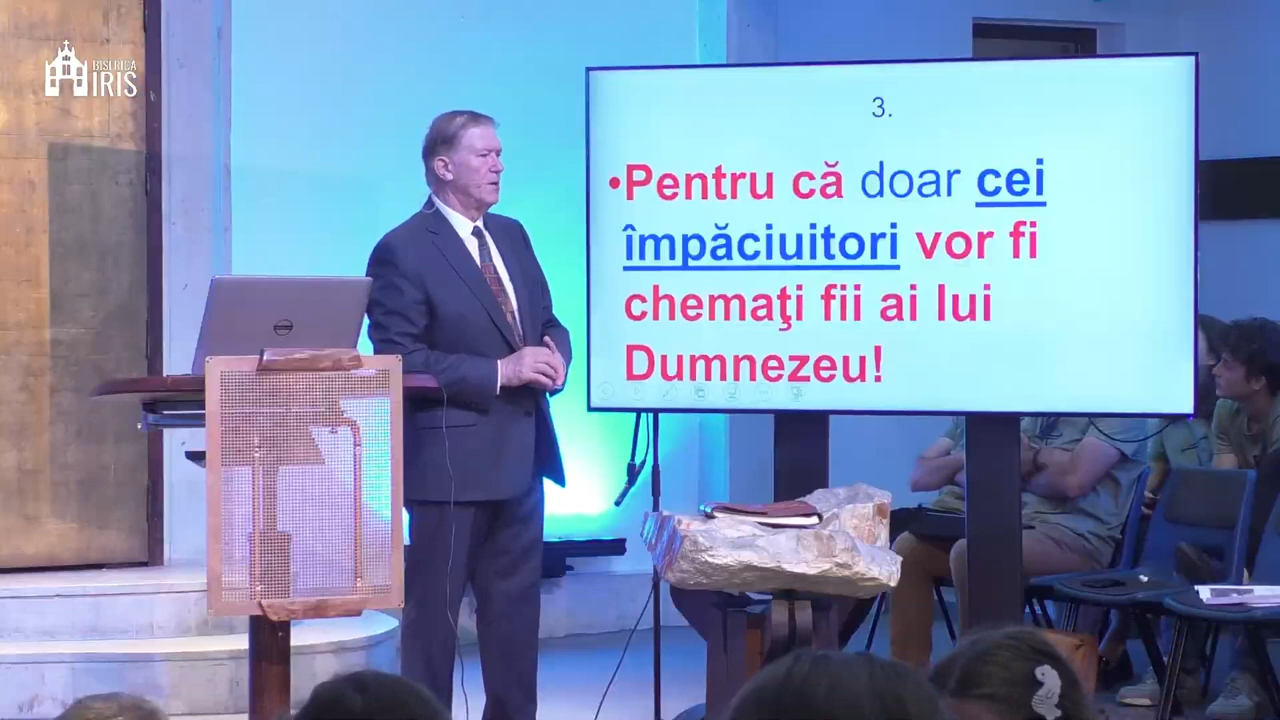 BISERICA
IRIS
3.
•Pentru că doar cei
împăciuitori vor fi
chemaţi fii ai lui
Dumnezeu!